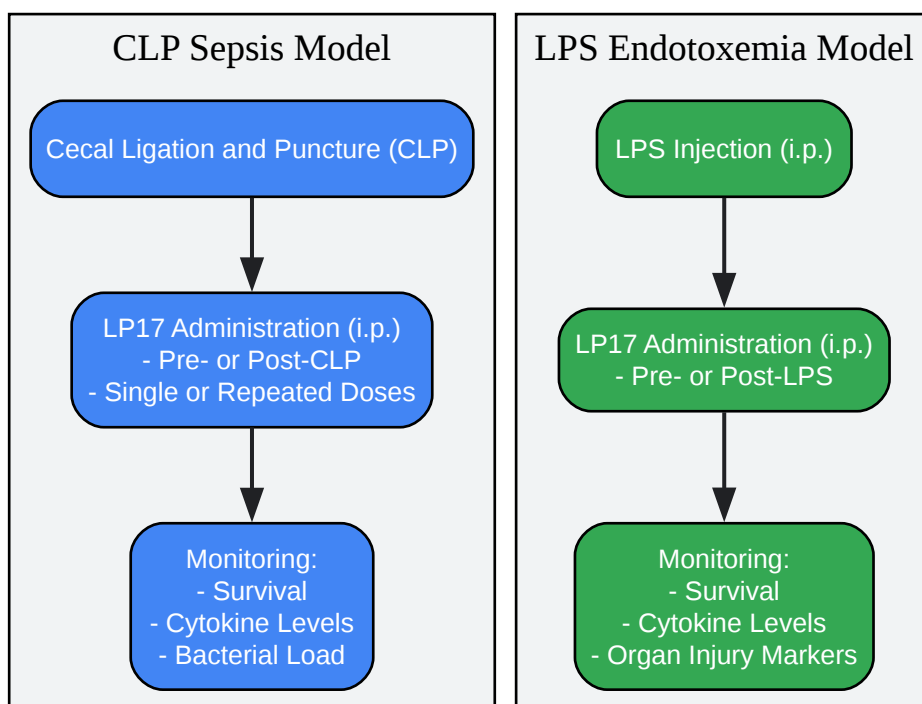 CLP Sepsis Model
Cecal Ligation and Puncture (CLP)
LP17 Administration (i.p.)
- Pre- or Post-CLP
- Single or Repeated Doses
Monitoring:
- Survival
- Cytokine Levels
- Bacterial Load
LPS Endotoxemia Model
LPS Injection (i.p.)
LP17 Administration (i.p.)
- Pre- or Post-LPS
Monitoring:
- Survival
- Cytokine Levels
- Organ Injury Markers